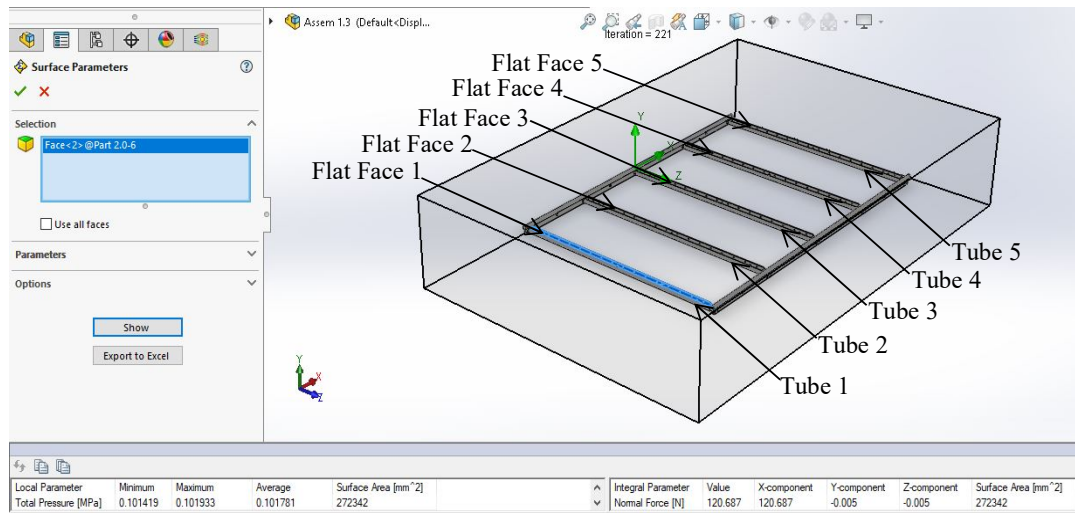 Assem 1.3 (Default<Displ...
Iteration = 221
Surface Parameters
Selection
Face<2>@Part 2.0-6
Use all faces
Parameters
Options
Show
Export to Excel
Flat Face 5
Flat Face 4
Flat Face 3
Flat Face 2
Flat Face 1
Y
Z
Tube 5
Tube 4
Tube 3
Tube 2
Tube 1
Y
X
Z
Local Parameter Minimum Maximum Average Surface Area [mm^2] Integral Parameter Value X-component Y-component Z-component Surface Area [mm^2]
Total Pressure [MPa] 0.101419 0.101933 0.101781 272342 Normal Force [N] 120.687 120.687 -0.005 -0.005 272342